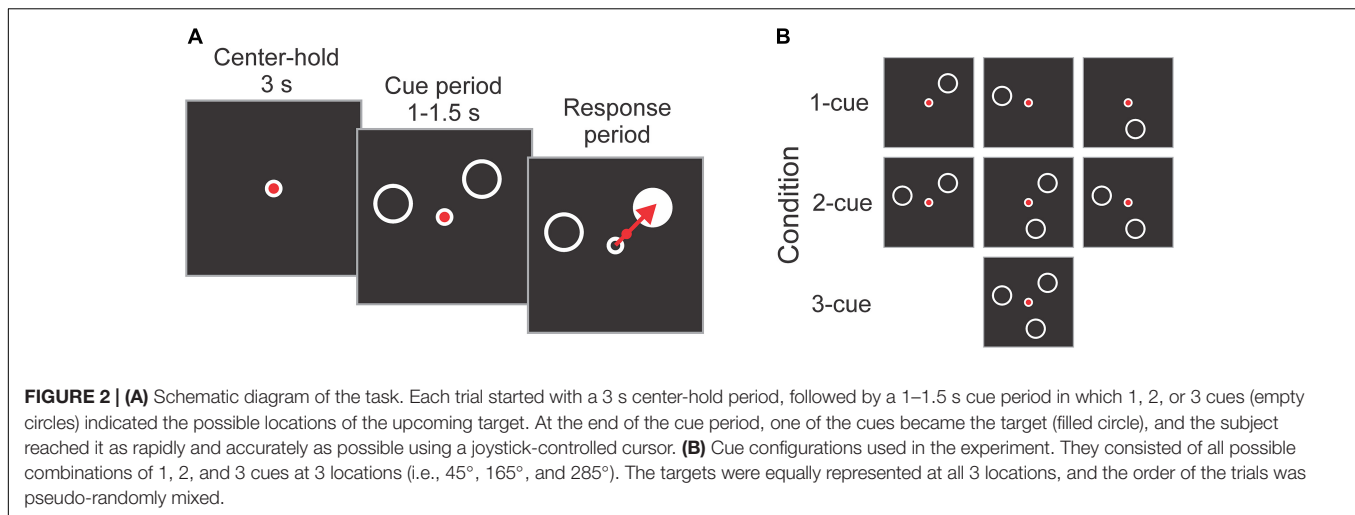 A
Center-hold
3 s
Cue period
1-1.5 s
Response
period
B
Condition
1-cue
2-cue
3-cue
FIGURE 2 | (A) Schematic diagram of the task. Each trial started with a 3 s center-hold period, followed by a 1–1.5 s cue period in which 1, 2, or 3 cues (empty
circles) indicated the possible locations of the upcoming target. At the end of the cue period, one of the cues became the target (filled circle), and the subject
reached it as rapidly and accurately as possible using a joystick-controlled cursor. (B) Cue configurations used in the experiment. They consisted of all possible
combinations of 1, 2, and 3 cues at 3 locations (i.e., 45°, 165°, and 285°). The targets were equally represented at all 3 locations, and the order of the trials was
pseudo-randomly mixed.